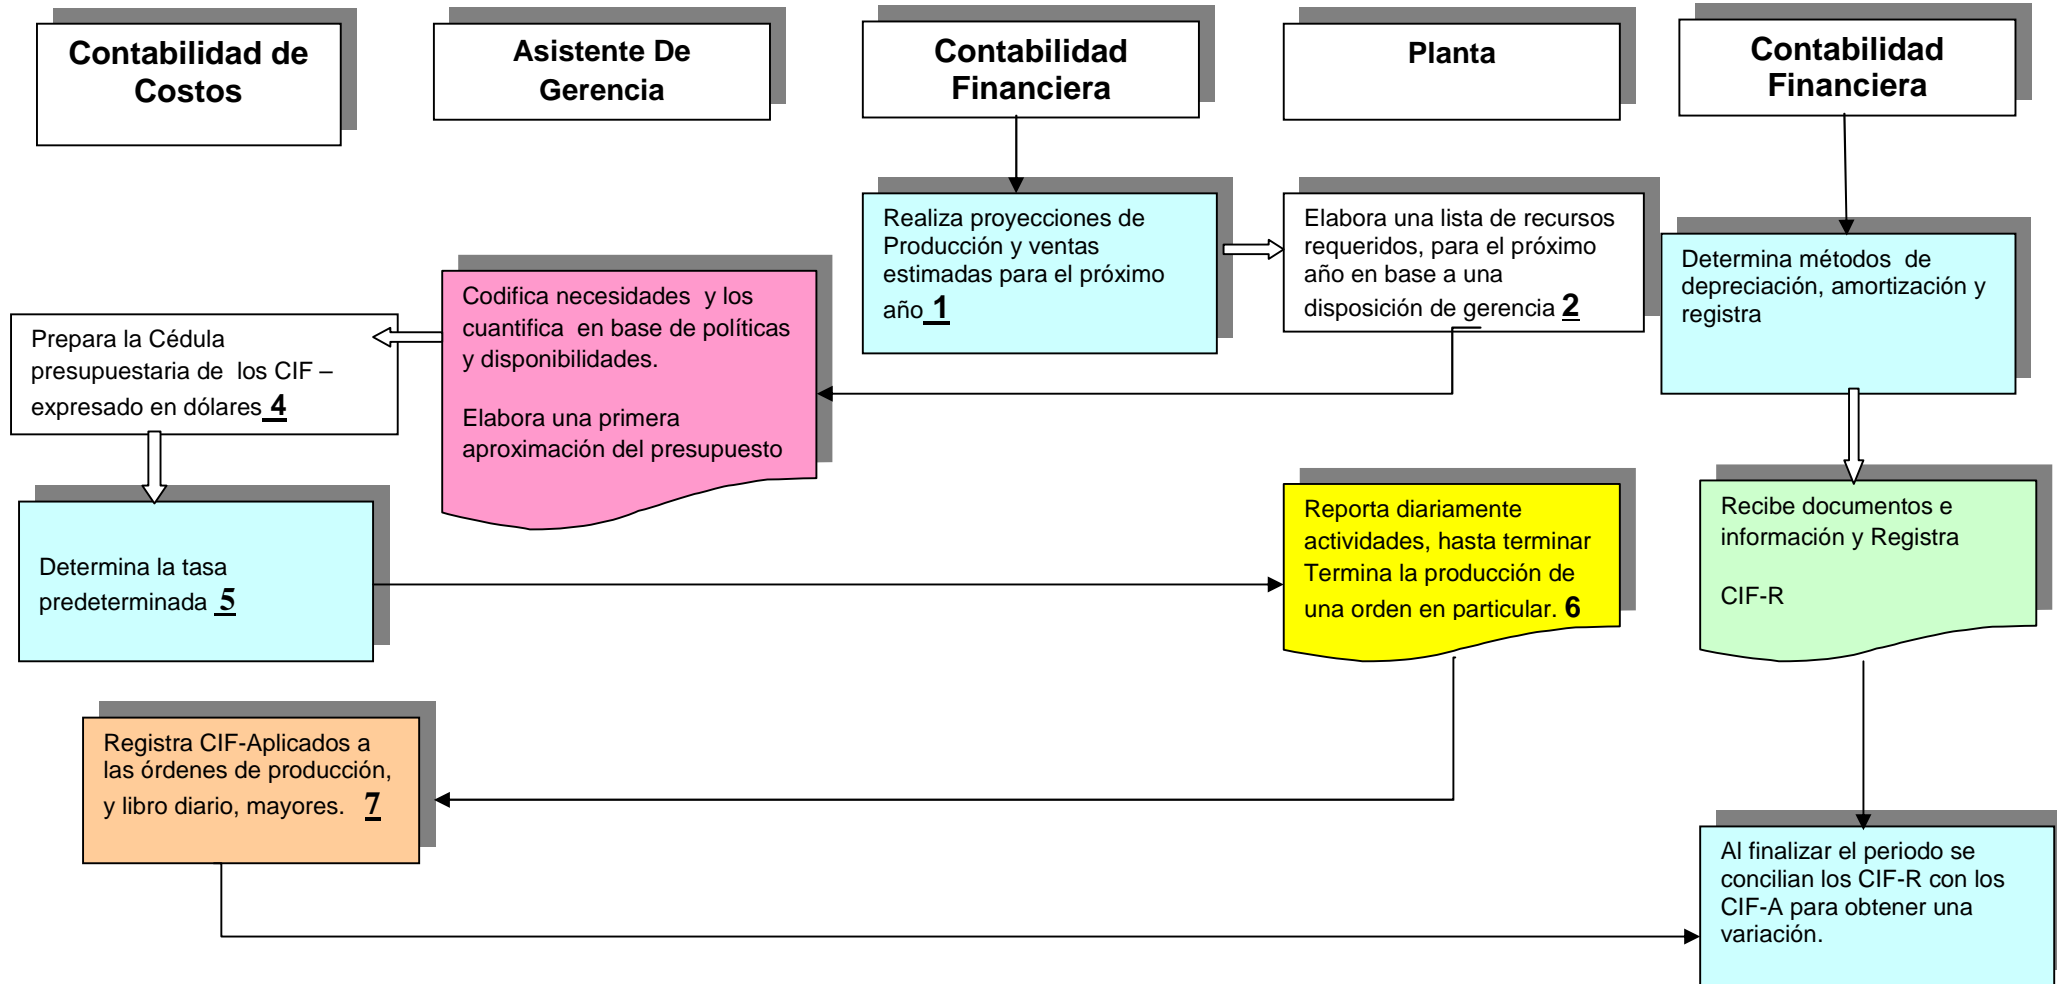 Contabilidad de
Costos
Asistente De
Gerencia
Contabilidad
Financiera
Planta
Contabilidad
Financiera
Realiza proyecciones de
Producción y ventas
estimadas para el próximo
año 1
Elabora una lista de recursos
requeridos, para el próximo
año en base a una
disposición de gerencia 2
Determina métodos de
depreciación, amortización y
registra
Codifica necesidades y los
cuantifica en base de políticas
y disponibilidades.
Elabora una primera
aproximación del presupuesto
Prepara la Cédula
presupuestaria de los CIF –
expresado en dólares 4
Determina la tasa
predeterminada 5
Reporta diariamente
actividades, hasta terminar
Termina la producción de
una orden en particular. 6
Recibe documentos e
información y Registra
CIF-R
Registra CIF-Aplicados a
las órdenes de producción,
y libro diario, mayores. 7
Al finalizar el periodo se
concilian los CIF-R con los
CIF-A para obtener una
variación.